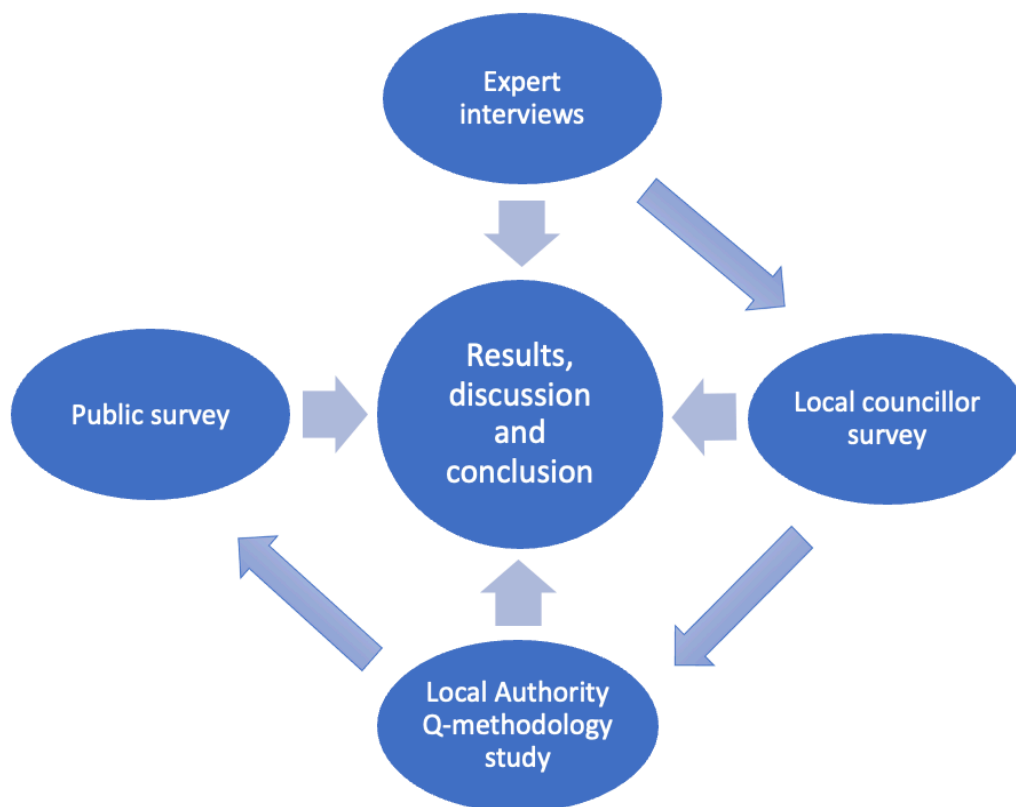 Expert
interviews
Public survey
Results,
discussion
and
conclusion
Local councillor
survey
Local Authority
Q-methodology
study